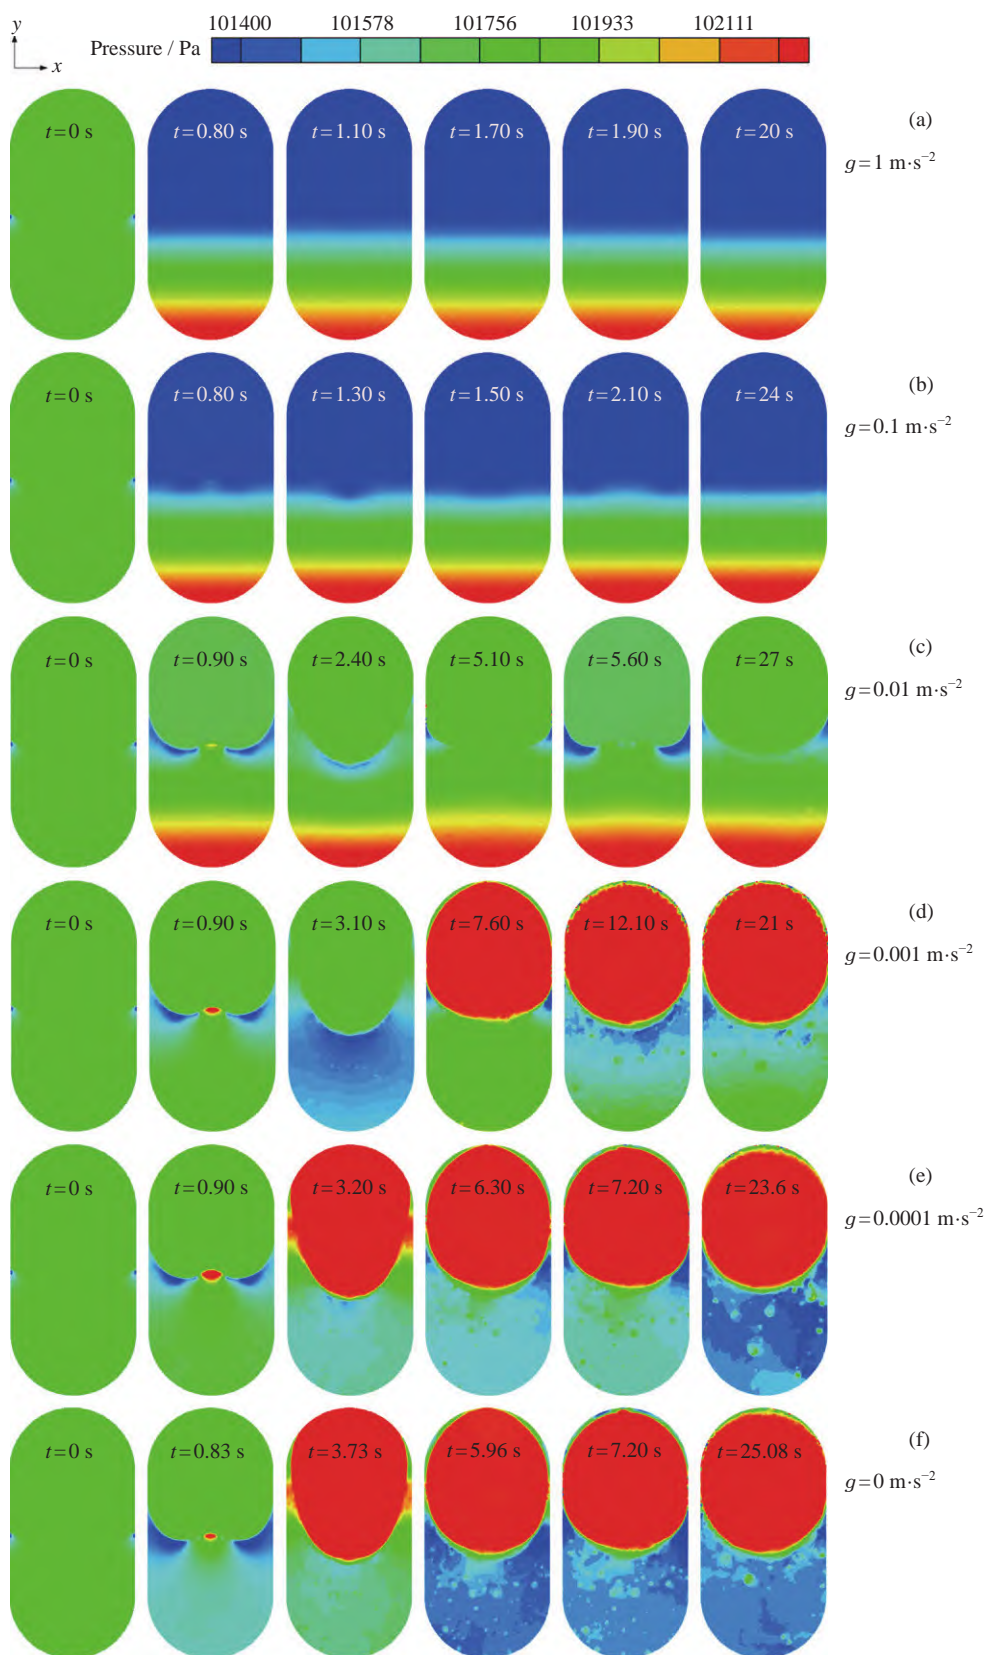 y
x
101400 101578 101756 101933 102111
Pressure / Pa
(a)
t=0 s t=0.80 s t=1.10 s t=1.70 s t=1.90 s t=20 s
g=1 m·s⁻²
(b)
t=0 s t=0.80 s t=1.30 s t=1.50 s t=2.10 s t=24 s
g=0.1 m·s⁻²
(c)
t=0 s t=0.90 s t=2.40 s t=5.10 s t=5.60 s t=27 s
g=0.01 m·s⁻²
(d)
t=0 s t=0.90 s t=3.10 s t=7.60 s t=12.10 s t=21 s
g=0.001 m·s⁻²
(e)
t=0 s t=0.90 s t=3.20 s t=6.30 s t=7.20 s t=23.6 s
g=0.0001 m·s⁻²
(f)
t=0 s t=0.83 s t=3.73 s t=5.96 s t=7.20 s t=25.08 s
g=0 m·s⁻²